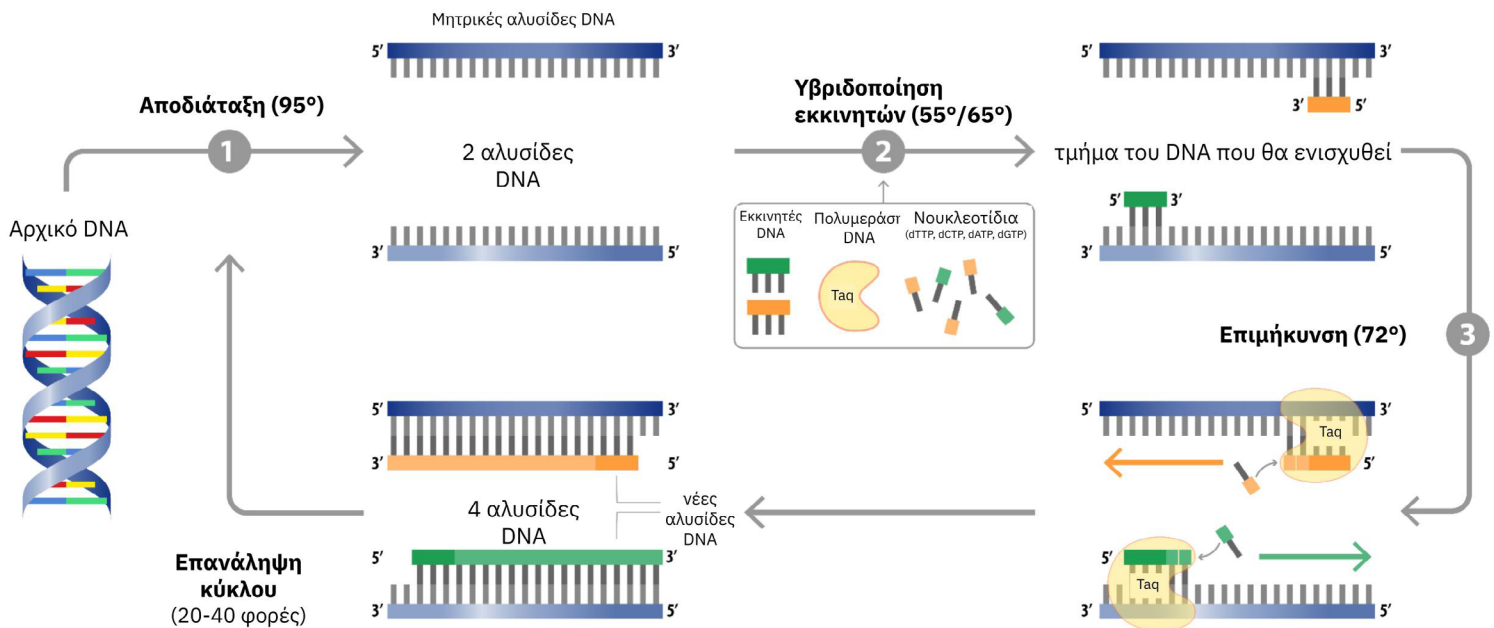 Μητρικές αλυσίδες DNA
5′ 3′
Αποδιάταξη (95°)
1
2 αλυσίδες
DNA
3′ 5′
Αρχικό DNA
Υβριδοποίηση
εκκινητών (55°/65°)
2
Εκκινητές
DNA
Πολυμεράση
DNA
Taq
Νουκλεοτίδια
(dTTP, dCTP, dATP, dGTP)
5′ 3′
3′ 5′
τμήμα του DNA που θα ενισχυθεί
5′ 3′
3′ 5′
Επιμήκυνση (72°)
3
5′ 3′
Taq
5′
5′
Taq
3′ 5′
5′ 3′
3′ 5′
4 αλυσίδες
DNA
νέες
αλυσίδες
DNA
5′ 3′
3′ 5′
Επανάληψη
κύκλου
(20-40 φορές)